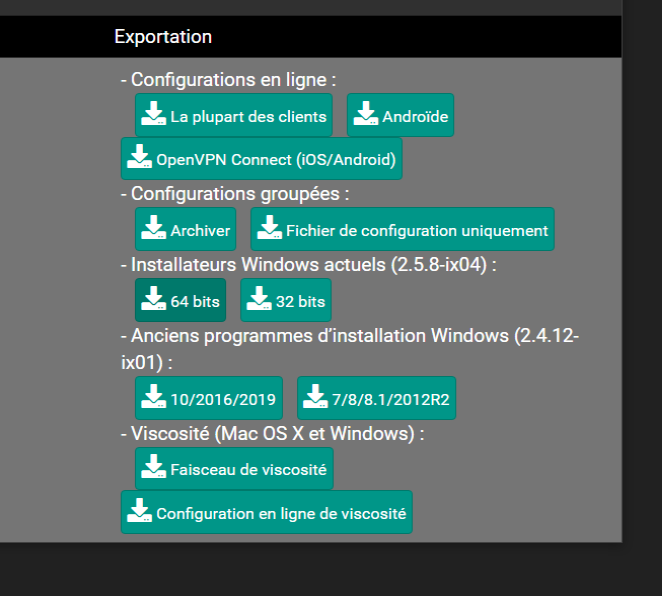 Exportation
- Configurations en ligne :
La plupart des clients Androïde
OpenVPN Connect (iOS/Android)
- Configurations groupées :
Archiver Fichier de configuration uniquement
- Installateurs Windows actuels (2.5.8-ix04) :
64 bits 32 bits
- Anciens programmes d'installation Windows (2.4.12-
ix01) :
10/2016/2019 7/8/8.1/2012R2
- Viscosité (Mac OS X et Windows) :
Faisceau de viscosité
Configuration en ligne de viscosité